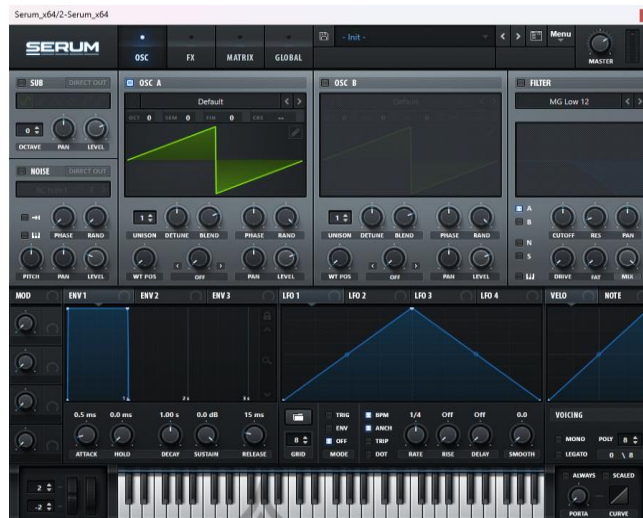 Serum_x64/2-Serum_x64
SERUM
OSC FX MATRIX GLOBAL
- Init -
Menu
MASTER
SUB DIRECT OUT
0
OCTAVE PAN LEVEL
NOISE DIRECT OUT
PHASE RAND
PITCH PAN LEVEL
OSC A
Default
OCT 0 SEM 0 FIN 0 CRS --
1
UNISON DETUNE BLEND PHASE RAND
WT POS OFF PAN LEVEL
OSC B
Default
1
UNISON DETUNE BLEND PHASE RAND
WT POS OFF PAN LEVEL
FILTER
MG Low 12
A
B
N
S
CUTOFF RES PAN
DRIVE FAT MIX
MOD ENV 1 ENV 2 ENV 3 LFO 1 LFO 2 LFO 3 LFO 4 VELO NOTE
1 s 2 s 3 s
0.5 ms 0.0 ms 1.00 s 0.0 dB 15 ms
ATTACK HOLD DECAY SUSTAIN RELEASE
8
GRID
TRIG
ENV
OFF
MODE
BPM
ANCH
TRIP
DOT
1/4 Off Off 0.0
RATE RISE DELAY SMOOTH
VOICING
MONO POLY 8
LEGATO 0 \ 8
2
-2
ALWAYS SCALED
PORTA CURVE